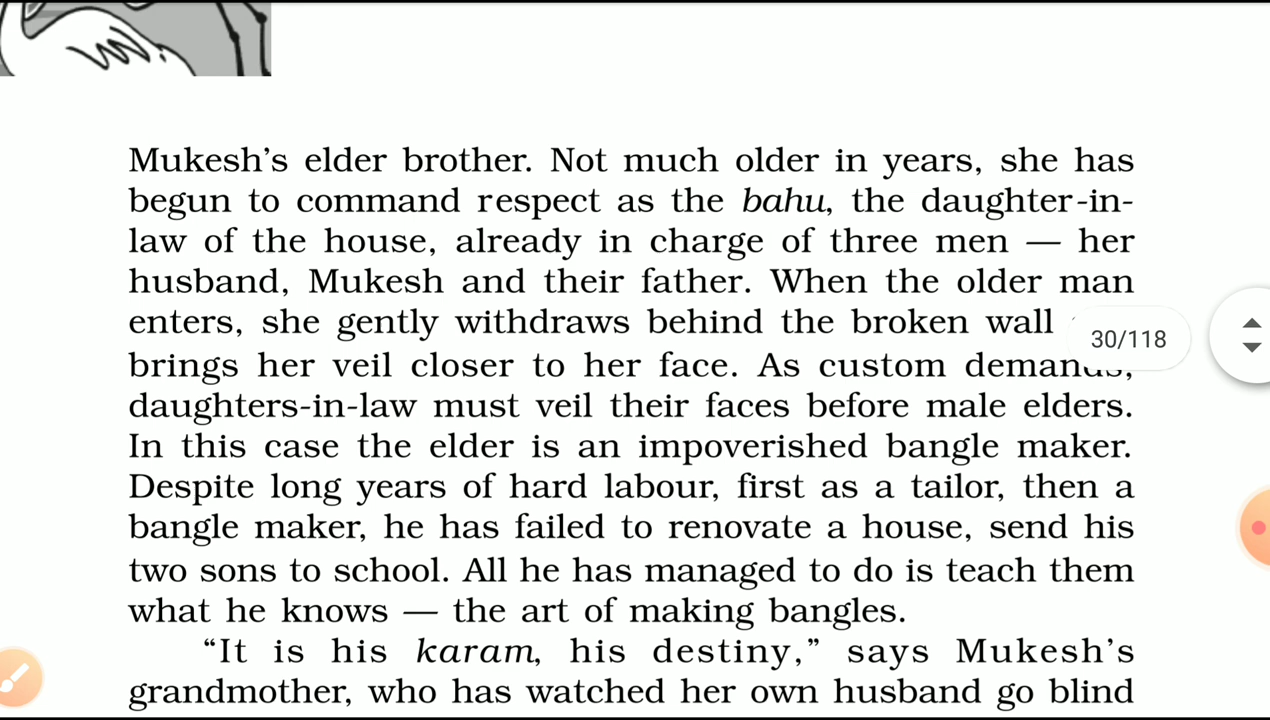 Mukesh's elder brother. Not much older in years, she has
begun to command respect as the bahu, the daughter-in-
law of the house, already in charge of three men — her
husband, Mukesh and their father. When the older man
enters, she gently withdraws behind the broken wall
30/118
brings her veil closer to her face. As custom demands,
daughters-in-law must veil their faces before male elders.
In this case the elder is an impoverished bangle maker.
Despite long years of hard labour, first as a tailor, then a
bangle maker, he has failed to renovate a house, send his
two sons to school. All he has managed to do is teach them
what he knows — the art of making bangles.
“It is his karam, his destiny,” says Mukesh's
grandmother, who has watched her own husband go blind